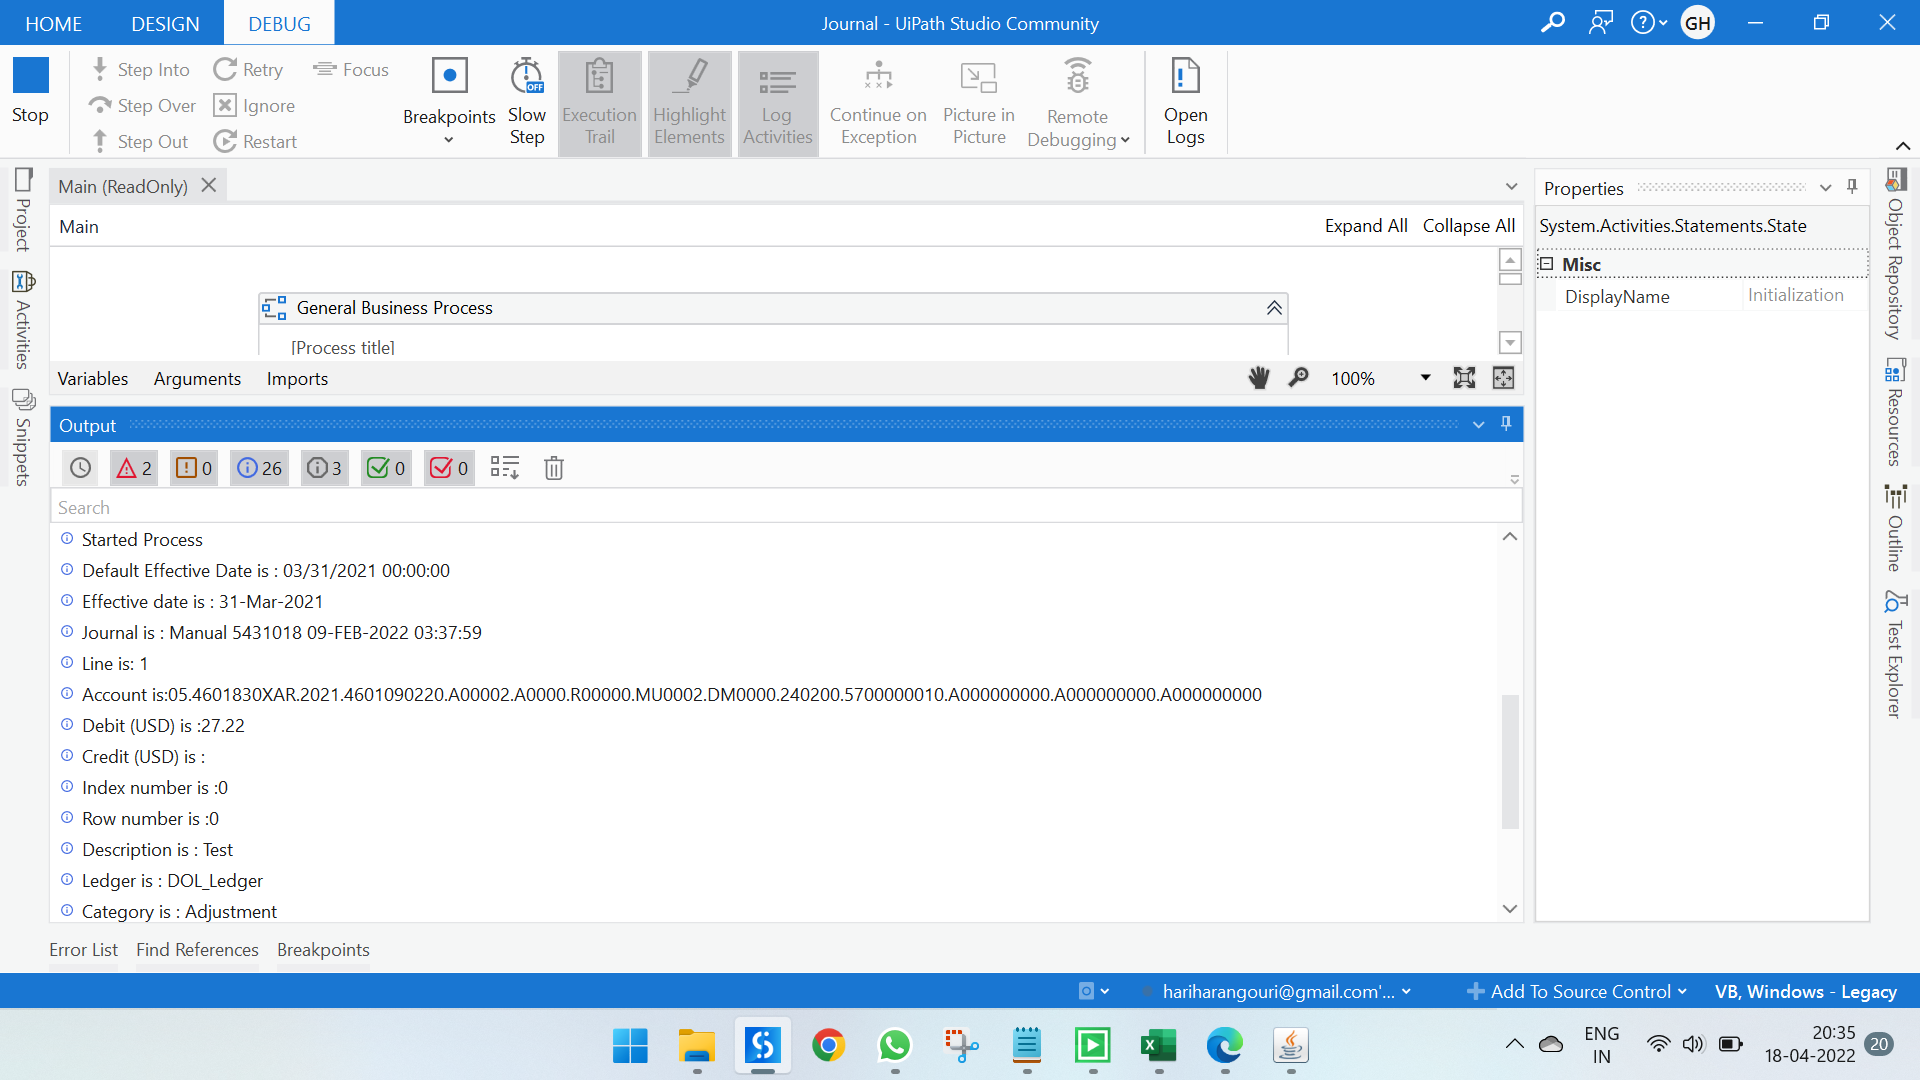 HOME DESIGN DEBUG
Journal - UiPath Studio Community
GH
Stop
Step Into
Step Over
Step Out
Retry
Ignore
Restart
Focus
Breakpoints
OFF
Slow
Step
Execution
Trail
Highlight
Elements
Log
Activities
Continue on
Exception
Picture in
Picture
Remote
Debugging
Open
Logs
Project
Activities
Snippets
Main (ReadOnly)
Main
Expand All Collapse All
General Business Process
[Process title]
Variables Arguments Imports
100%
Output
2 0 26 3 0 0
Search
Started Process
Default Effective Date is : 03/31/2021 00:00:00
Effective date is : 31-Mar-2021
Journal is : Manual 5431018 09-FEB-2022 03:37:59
Line is: 1
Account is:05.4601830XAR.2021.4601090220.A00002.A0000.R00000.MU0002.DM0000.240200.5700000010.A000000000.A000000000.A000000000
Debit (USD) is :27.22
Credit (USD) is :
Index number is :0
Row number is :0
Description is : Test
Ledger is : DOL_Ledger
Category is : Adjustment
Error List Find References Breakpoints
Properties
System.Activities.Statements.State
Misc
DisplayName Initialization
Object Repository
Resources
Outline
Test Explorer
hariharangouri@gmail.com'... Add To Source Control VB, Windows - Legacy
ENG
IN
20:35
18-04-2022
20